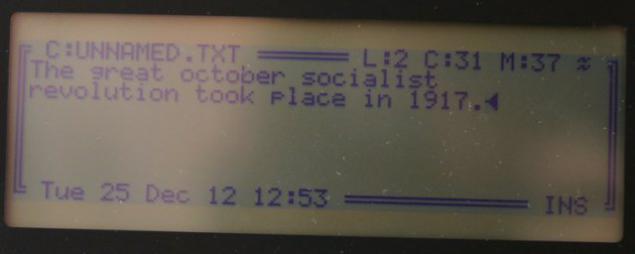 C:UNNAMED.TXT L:2 C:31 M:37 ≈
The great october socialist
revolution took place in 1917.◄
Tue 25 Dec 12 12:53 INS